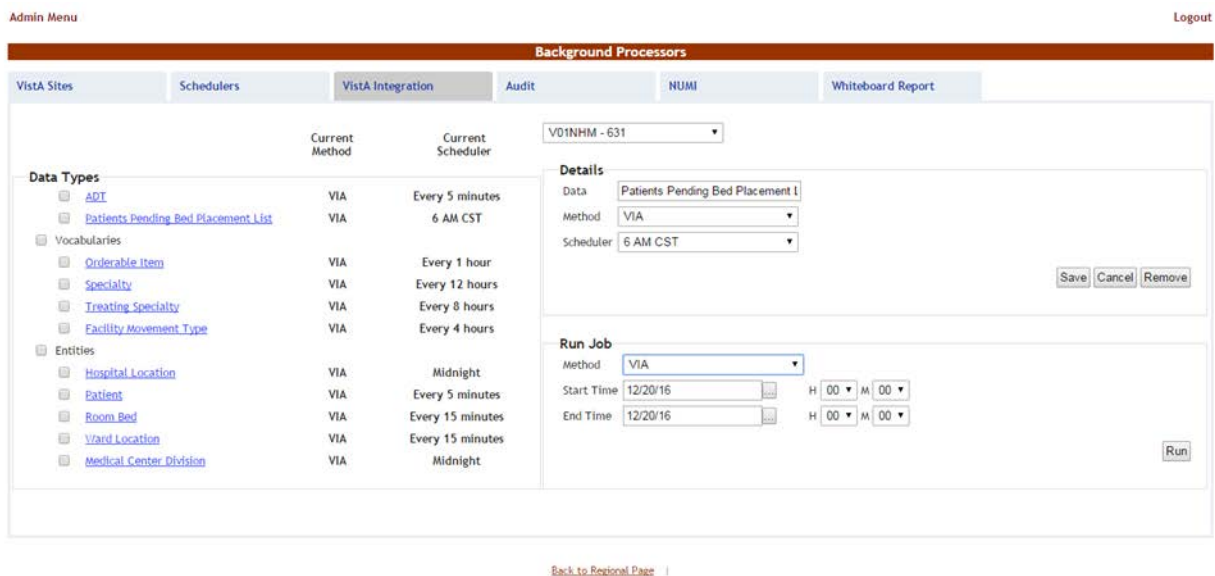 Admin Menu Logout
Background Processors
VistA Sites Schedulers VistA Integration Audit NUMI Whiteboard Report
Current Method Current Scheduler
V01NHM - 631
Data Types
ADT VIA Every 5 minutes
Patients Pending Bed Placement List VIA 6 AM CST
Vocabularies
Orderable Item VIA Every 1 hour
Specialty VIA Every 12 hours
Treating Specialty VIA Every 8 hours
Facility Movement Type VIA Every 4 hours
Entities
Hospital Location VIA Midnight
Patient VIA Every 5 minutes
Room Bed VIA Every 15 minutes
Ward Location VIA Every 15 minutes
Medical Center Division VIA Midnight
Details
Data Patients Pending Bed Placement L
Method VIA
Scheduler 6 AM CST
Save Cancel Remove
Run Job
Method VIA
Start Time 12/20/16 ... H 00 M 00
End Time 12/20/16 ... H 00 M 00
Run
Back to Regional Page |